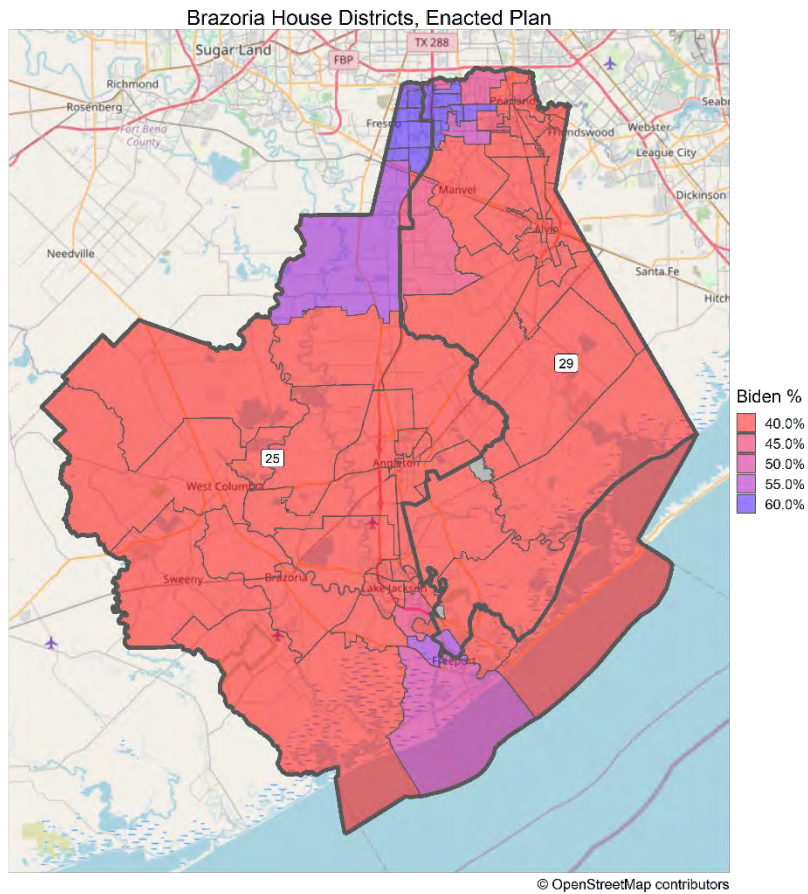 Brazoria House Districts, Enacted Plan
TX 288
Sugar Land
FBP
Richmond
Rosenberg
Pearland
Seab
Fresno
Friendswood
Webster
Fort Bend
County
League City
Manvel
Dickinson
Alvin
Needville
Santa Fe
Hitch
29
Biden %
40.0%
45.0%
50.0%
55.0%
60.0%
25
Angleton
West Columbia
Sweeny
Brazoria
Lake Jackson
Freeport
© OpenStreetMap contributors